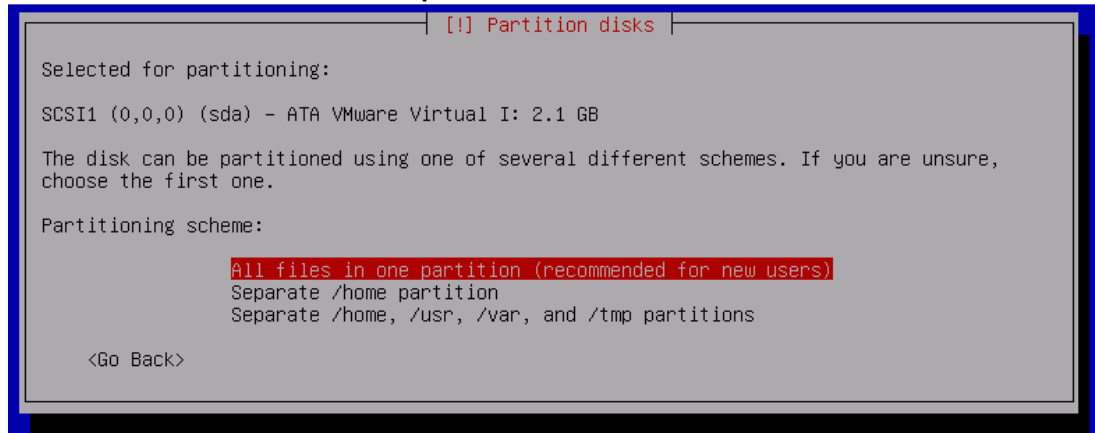 [!] Partition disks
Selected for partitioning:
SCSI1 (0,0,0) (sda) – ATA VMware Virtual I: 2.1 GB
The disk can be partitioned using one of several different schemes. If you are unsure,
choose the first one.
Partitioning scheme:
All files in one partition (recommended for new users)
Separate /home partition
Separate /home, /usr, /var, and /tmp partitions
<Go Back>